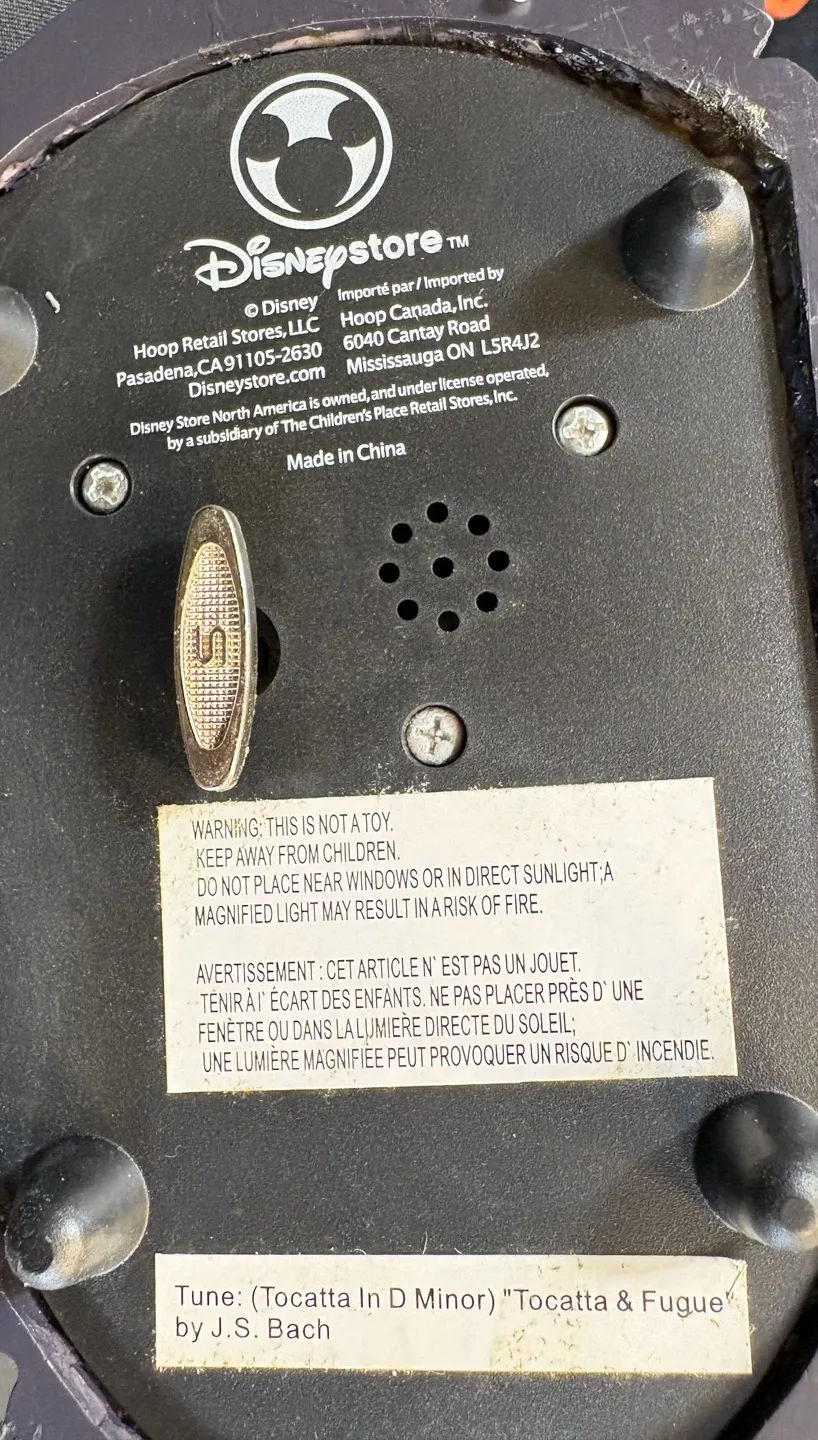 Disney store™
© Disney
Hoop Retail Stores, LLC
Pasadena, CA 91105-2630
Disneystore.com
Importé par / Imported by
Hoop Canada, Inc.
6040 Cantay Road
Mississauga ON L5R4J2
Disney Store North America is owned, and under license operated,
by a subsidiary of The Children's Place Retail Stores, Inc.
Made in China
WARNING: THIS IS NOT A TOY.
KEEP AWAY FROM CHILDREN.
DO NOT PLACE NEAR WINDOWS OR IN DIRECT SUNLIGHT;A
MAGNIFIED LIGHT MAY RESULT IN A RISK OF FIRE.
AVERTISSEMENT : CET ARTICLE N` EST PAS UN JOUET.
TENIR À l` ÉCART DES ENFANTS. NE PAS PLACER PRÈS D` UNE
FENÈTRE OU DANS LA LUMIÈRE DIRECTE DU SOLEIL;
UNE LUMIÈRE MAGNIFIÉE PEUT PROVOQUER UN RISQUE D` INCENDIE.
Tune: (Tocatta In D Minor) "Tocatta & Fugue"
by J.S. Bach